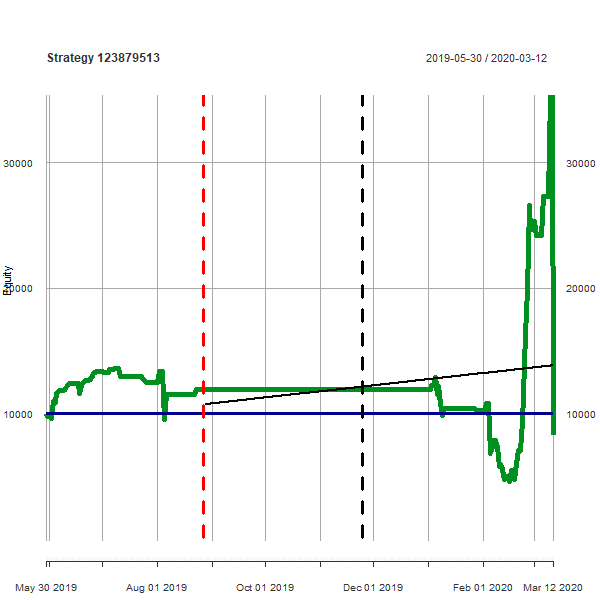 Strategy 123879513
2019-05-30 / 2020-03-12
30000
30000
Equity
20000
20000
10000
10000
May 30 2019
Aug 01 2019
Oct 01 2019
Dec 01 2019
Feb 01 2020
Mar 12 2020